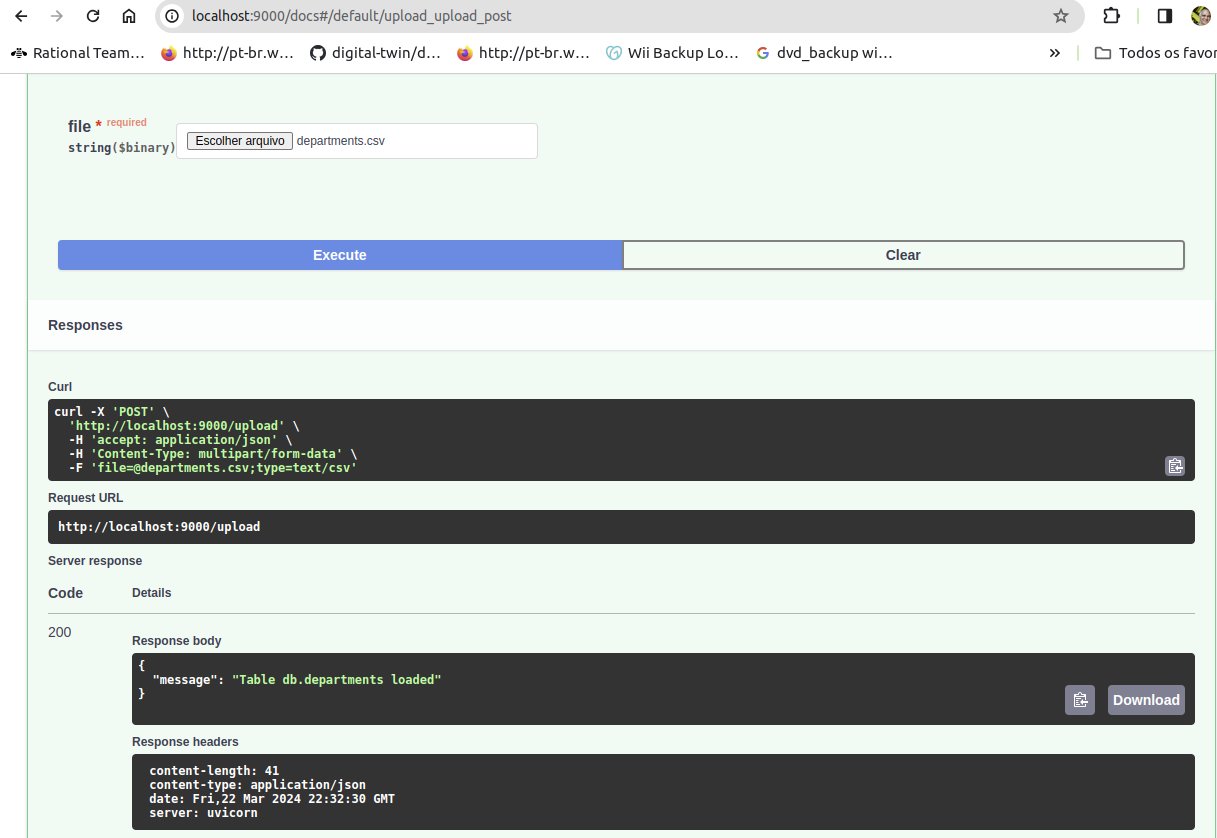 localhost:9000/docs#/default/upload_upload_post
Rational Team... http://pt-br.w... digital-twin/d... http://pt-br.w... Wii Backup Lo... dvd_backup wi... » Todos os favor
file * required
string($binary) Escolher arquivo departments.csv
Execute Clear
Responses
Curl
curl -X 'POST' \
'http://localhost:9000/upload' \
-H 'accept: application/json' \
-H 'Content-Type: multipart/form-data' \
-F 'file=@departments.csv;type=text/csv'
Request URL
http://localhost:9000/upload
Server response
Code Details
200
Response body
{
"message": "Table db.departments loaded"
}
Download
Response headers
content-length: 41
content-type: application/json
date: Fri,22 Mar 2024 22:32:30 GMT
server: uvicorn